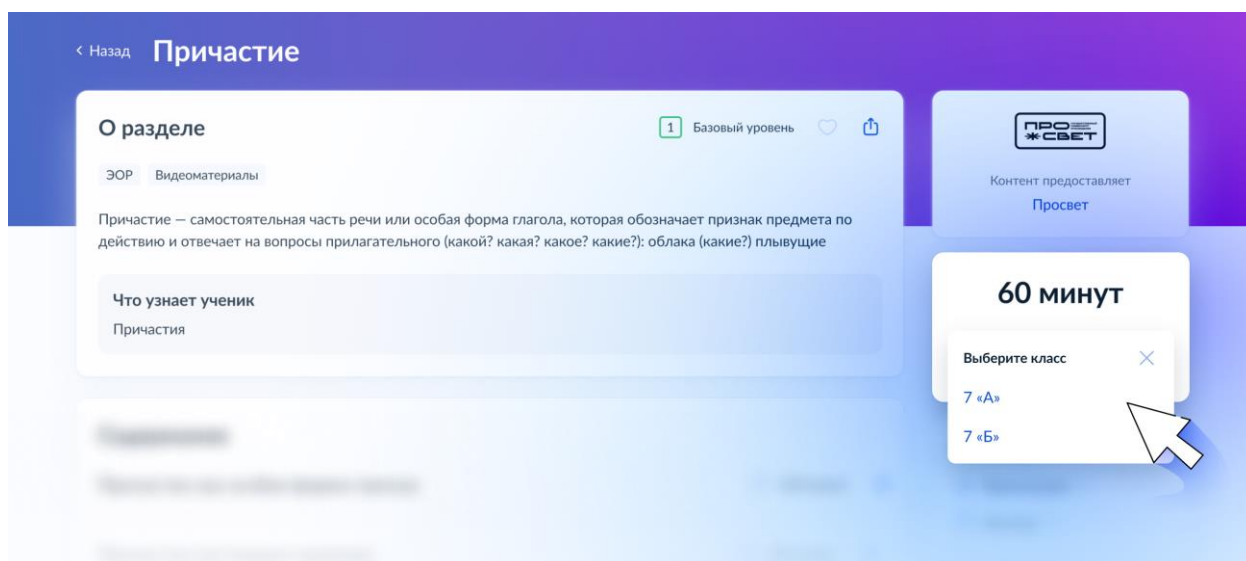 Назад Причастие
О разделе
1 Базовый уровень
ЭОР Видеоматериалы
Причастие — самостоятельная часть речи или особая форма глагола, которая обозначает признак предмета по
действию и отвечает на вопросы прилагательного (какой? какая? какое? какие?): облака (какие?) плывущие
Что узнает ученик
Причастия
ПРО
СВЕТ
Контент предоставляет
Просвет
60 минут
Выберите класс
7 «А»
7 «Б»